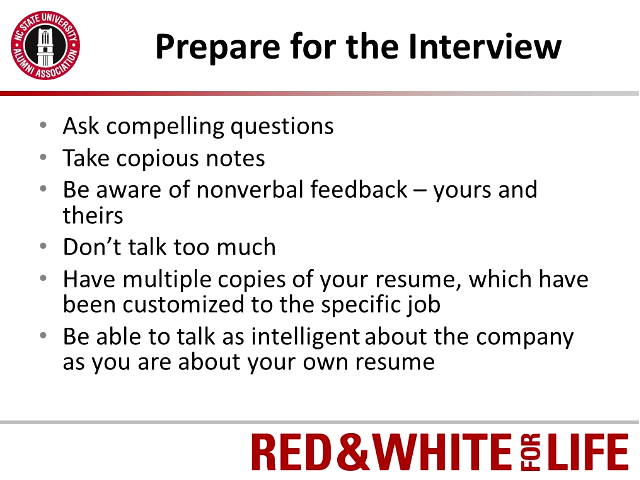 NC STATE UNIVERSITY
ALUMNI ASSOCIATION
Prepare for the Interview
• Ask compelling questions
• Take copious notes
• Be aware of nonverbal feedback – yours and
theirs
• Don’t talk too much
• Have multiple copies of your resume, which have
been customized to the specific job
• Be able to talk as intelligent about the company
as you are about your own resume
RED&WHITE FOR LIFE